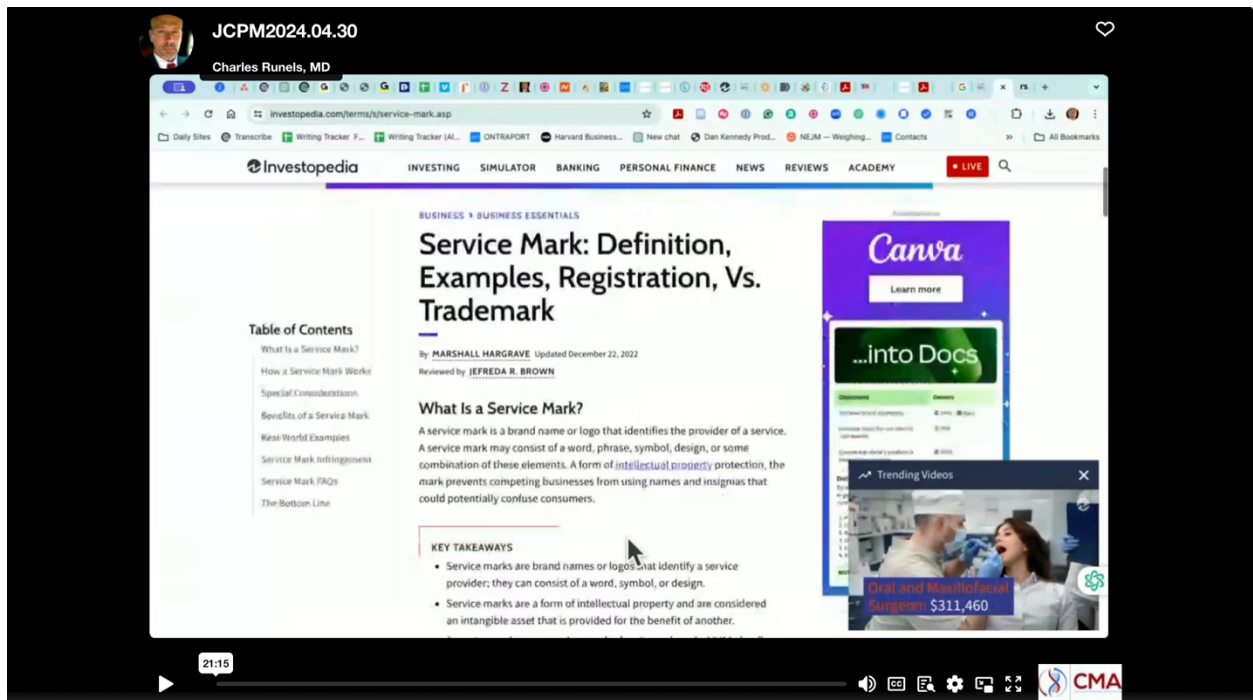 JCPM2024.04.30
Charles Runels, MD
investopedia.com/terms/s/service-mark.asp
Daily Sites
Transcribe
Writing Tracker F...
Writing Tracker (Al...
ONTRAPORT
Harvard Business...
New chat
Dan Kennedy Prod...
NEJM — Weighing...
Contacts
»
All Bookmarks
Investopedia
INVESTING
SIMULATOR
BANKING
PERSONAL FINANCE
NEWS
REVIEWS
ACADEMY
• LIVE
BUSINESS › BUSINESS ESSENTIALS
Service Mark: Definition,
Examples, Registration, Vs.
Trademark
By MARSHALL HARGRAVE Updated December 22, 2022
Reviewed by JEFREDA R. BROWN
Table of Contents
What Is a Service Mark?
How a Service Mark Works
Special Considerations
Benefits of a Service Mark
Real-World Examples
Service Mark Infringement
Service Mark FAQs
The Bottom Line
What Is a Service Mark?
A service mark is a brand name or logo that identifies the provider of a service.
A service mark may consist of a word, phrase, symbol, design, or some
combination of these elements. A form of intellectual property protection, the
mark prevents competing businesses from using names and insignias that
could potentially confuse consumers.
KEY TAKEAWAYS
• Service marks are brand names or logos that identify a service
provider; they can consist of a word, symbol, or design.
• Service marks are a form of intellectual property and are considered
an intangible asset that is provided for the benefit of another.
Advertisement
Canva
Learn more
...into Docs
Objectives
Owners
Trending Videos
Oral and Maxillofacial
Surgeon: $311,460
21:15
CC
CMA